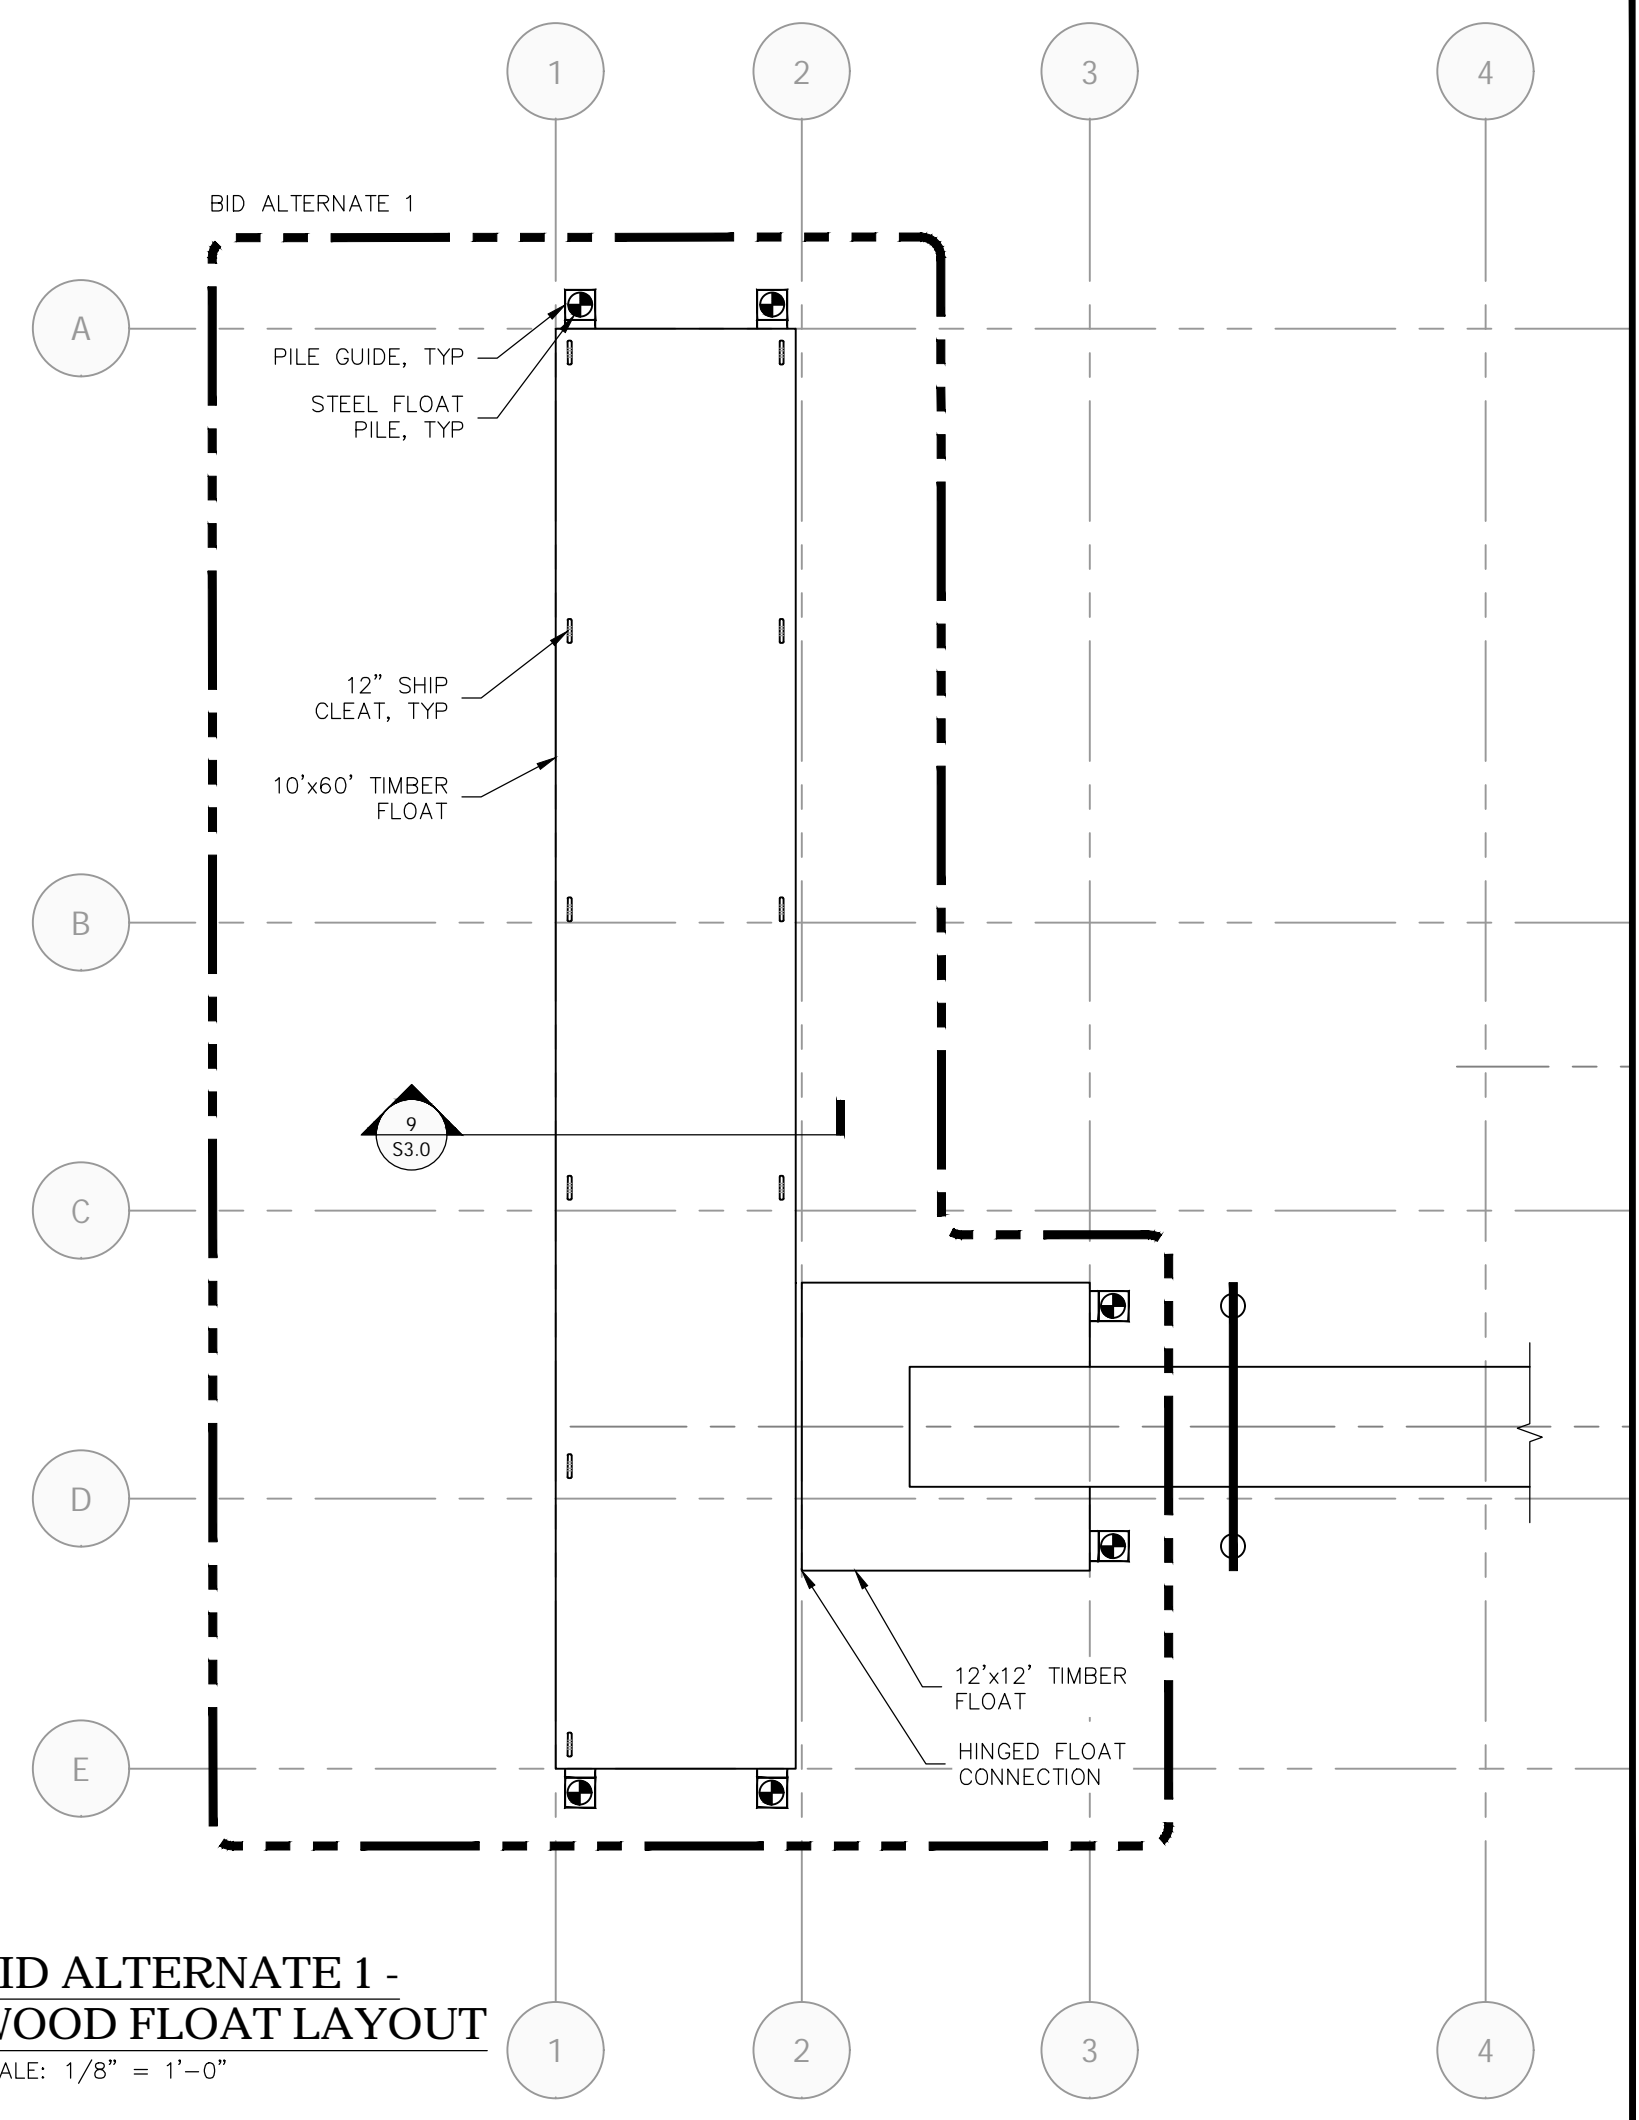 1
2
3
4
BID ALTERNATE 1
A
PILE GUIDE, TYP
STEEL FLOAT
PILE, TYP
12" SHIP
CLEAT, TYP
10'x60' TIMBER
FLOAT
B
9
S3.0
C
D
12'x12' TIMBER
FLOAT
HINGED FLOAT
CONNECTION
E
ID ALTERNATE 1 -
WOOD FLOAT LAYOUT
ALE: 1/8" = 1'-0"
1
2
3
4